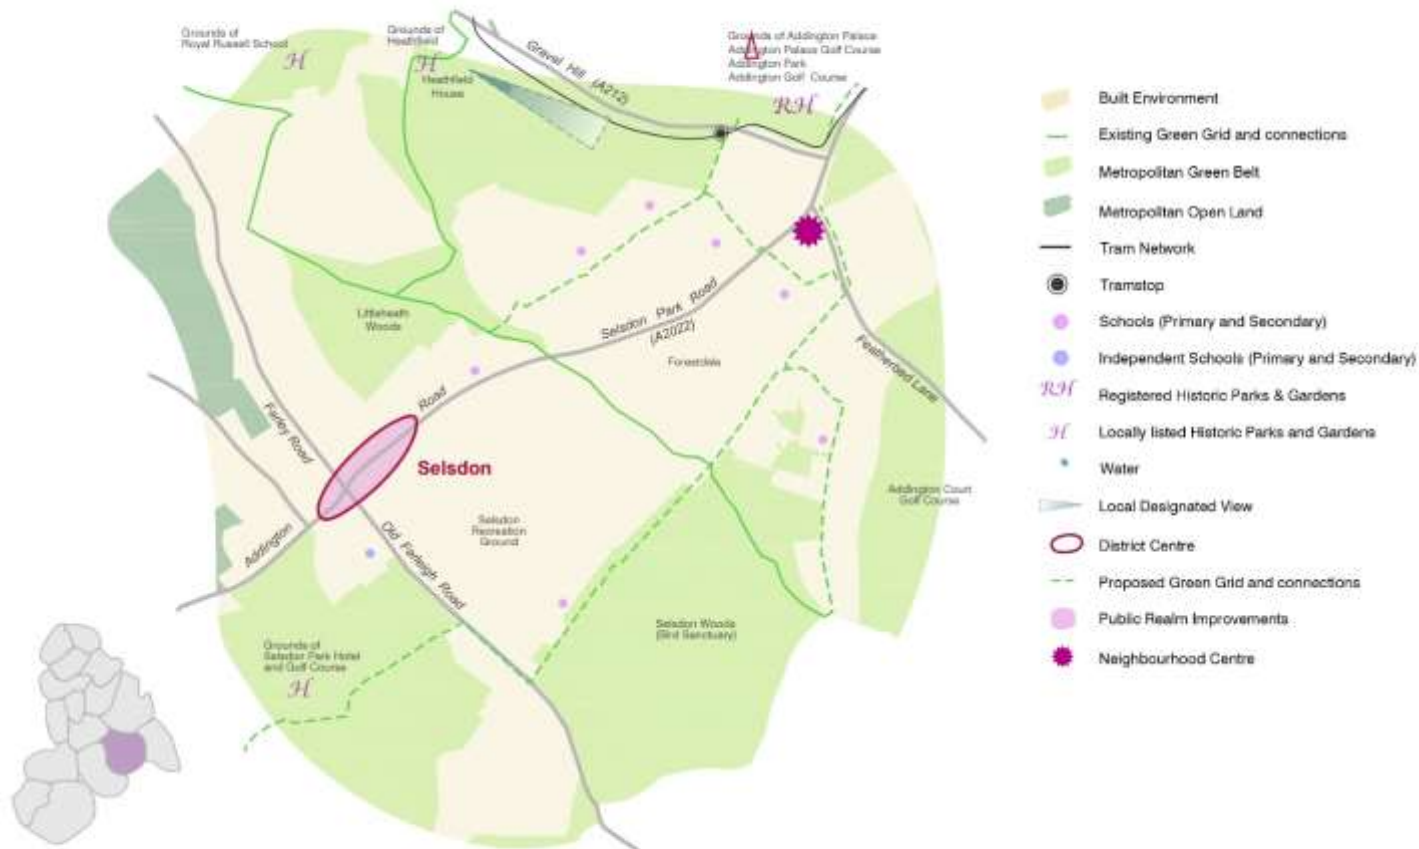 Grounds of
Royal Russell School
H
Grounds of
Heathfield
H
Heathfield
House
Gravel Hill (A212)
Grounds of Addington Palace
Addington Palace Golf Course
Addington Park
Addington Golf Course
RH
Littleheath
Woods
Selsdon Park Road
(A2022)
Forestdale
Featherbed Lane
Farley Road
Road
Selsdon
Addington Court
Golf Course
Addington
Old Farleigh Road
Selsdon
Recreation
Ground
Selsdon Woods
(Bird Sanctuary)
Grounds of
Selsdon Park Hotel
and Golf Course
H
Built Environment
Existing Green Grid and connections
Metropolitan Green Belt
Metropolitan Open Land
Tram Network
Tramstop
Schools (Primary and Secondary)
Independent Schools (Primary and Secondary)
RH Registered Historic Parks & Gardens
H Locally listed Historic Parks and Gardens
Water
Local Designated View
District Centre
Proposed Green Grid and connections
Public Realm Improvements
Neighbourhood Centre